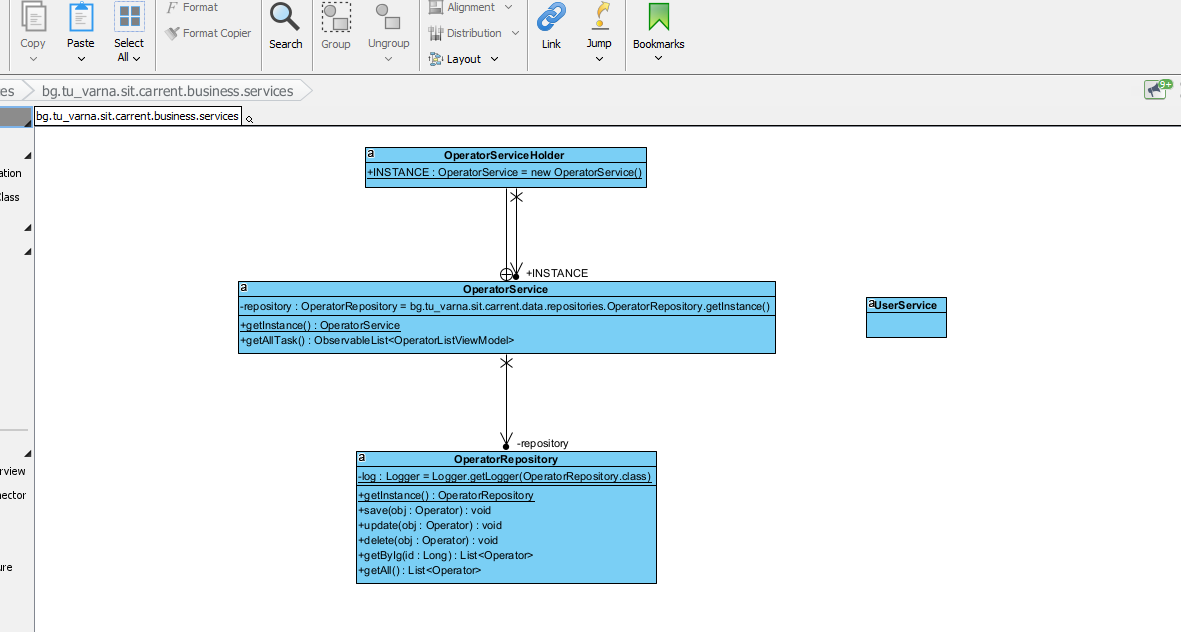 Format
Alignment
Format Copier
Distribution
Copy
Paste
Select
All
Search
Group
Ungroup
Layout
Link
Jump
Bookmarks
es
bg.tu_varna.sit.carrent.business.services
9+
bg.tu_varna.sit.carrent.business.services
ation
lass
rview
nector
ure
a
OperatorServiceHolder
+INSTANCE : OperatorService = new OperatorService()
+INSTANCE
a
OperatorService
-repository : OperatorRepository = bg.tu_varna.sit.carrent.data.repositories.OperatorRepository.getInstance()
+getInstance() : OperatorService
+getAllTask() : ObservableList<OperatorListViewModel>
a
UserService
-repository
a
OperatorRepository
-log : Logger = Logger.getLogger(OperatorRepository.class)
+getInstance() : OperatorRepository
+save(obj : Operator) : void
+update(obj : Operator) : void
+delete(obj : Operator) : void
+getByIg(id : Long) : List<Operator>
+getAll() : List<Operator>